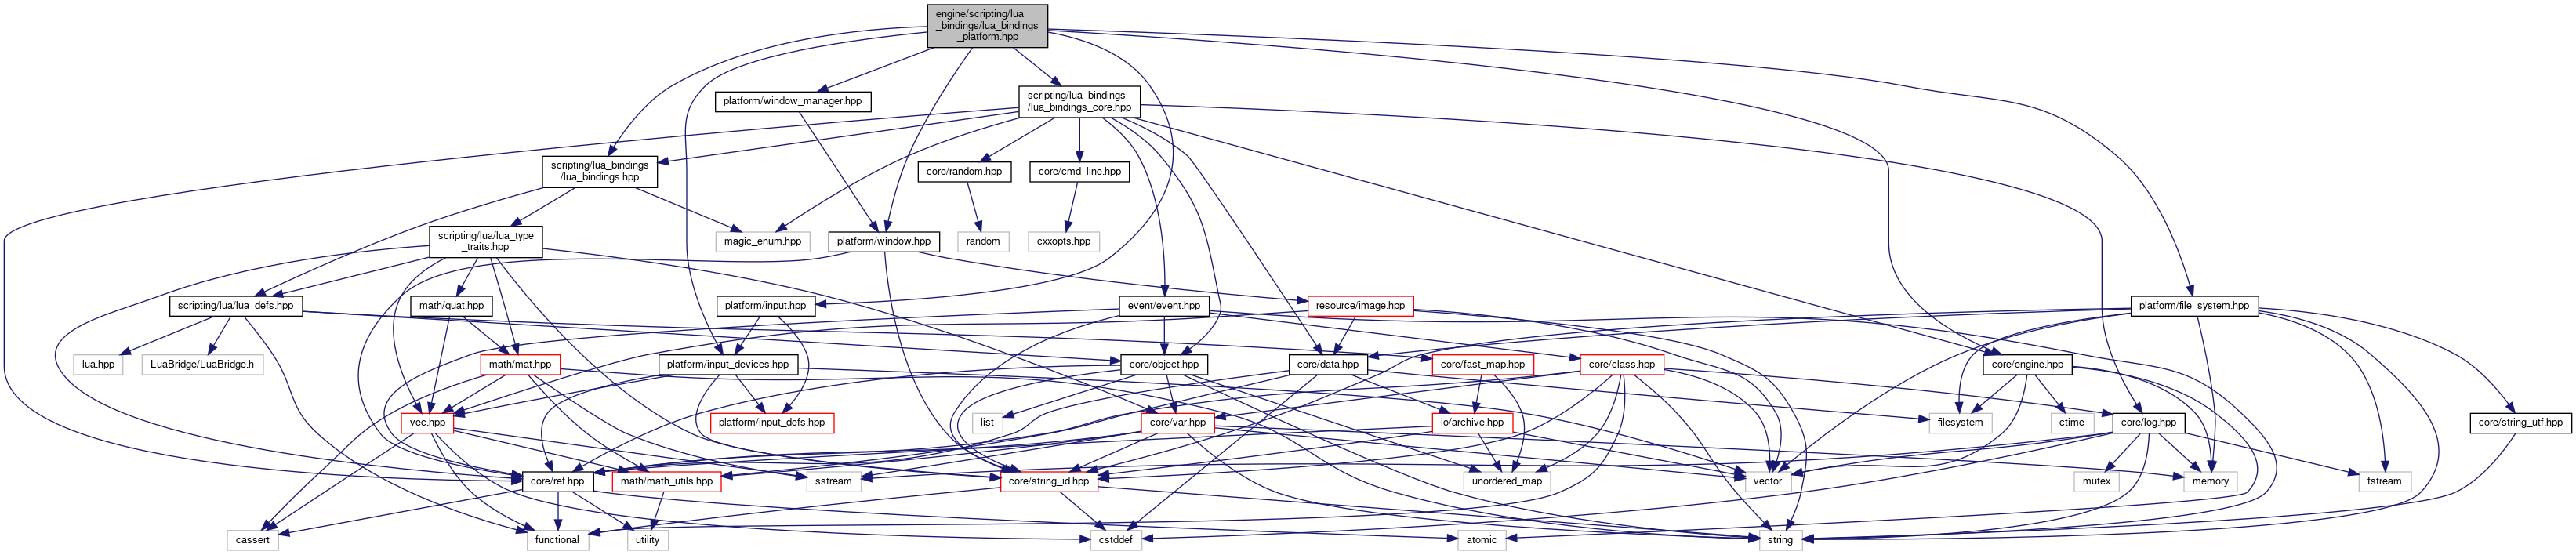 engine/scripting/lua
_bindings/lua_bindings
_platform.hpp
platform/window_manager.hpp
scripting/lua_bindings
/lua_bindings_core.hpp
scripting/lua_bindings
/lua_bindings.hpp
core/random.hpp
core/cmd_line.hpp
scripting/lua/lua_type
_traits.hpp
magic_enum.hpp
platform/window.hpp
random
cxxopts.hpp
scripting/lua/lua_defs.hpp
math/quat.hpp
platform/input.hpp
event/event.hpp
resource/image.hpp
platform/file_system.hpp
lua.hpp
LuaBridge/LuaBridge.h
math/mat.hpp
platform/input_devices.hpp
core/object.hpp
core/data.hpp
core/fast_map.hpp
core/class.hpp
core/engine.hpp
vec.hpp
platform/input_defs.hpp
list
core/var.hpp
io/archive.hpp
filesystem
ctime
core/log.hpp
core/string_utf.hpp
core/ref.hpp
math/math_utils.hpp
sstream
core/string_id.hpp
unordered_map
vector
mutex
memory
fstream
cassert
functional
utility
atomic
cstddef
string